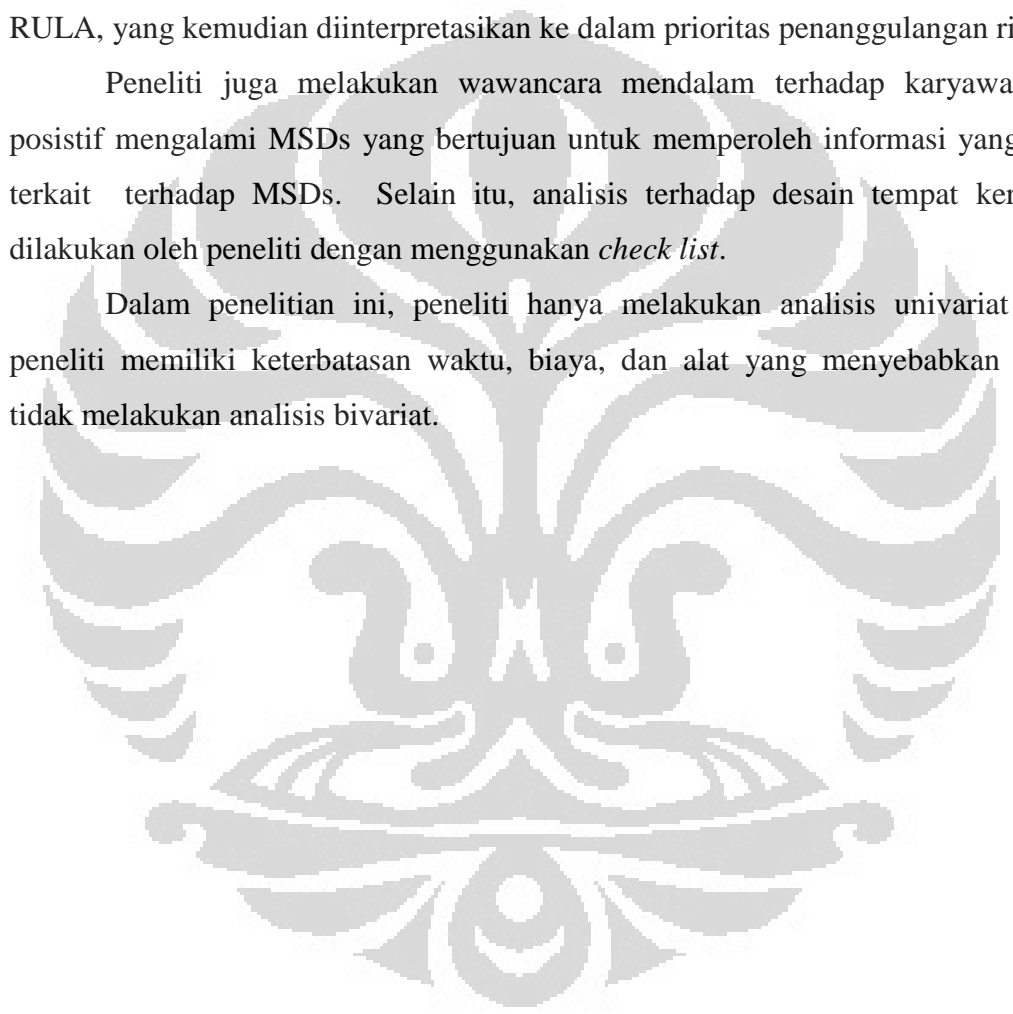 RULA, yang kemudian diinterpretasikan ke dalam prioritas penanggulangan ri
Peneliti juga melakukan wawancara mendalam terhadap karyawa
posistif mengalami MSDs yang bertujuan untuk memperoleh informasi yang
terkait terhadap MSDs. Selain itu, analisis terhadap desain tempat ker
dilakukan oleh peneliti dengan menggunakan check list.
Dalam penelitian ini, peneliti hanya melakukan analisis univariat
peneliti memiliki keterbatasan waktu, biaya, dan alat yang menyebabkan
tidak melakukan analisis bivariat.